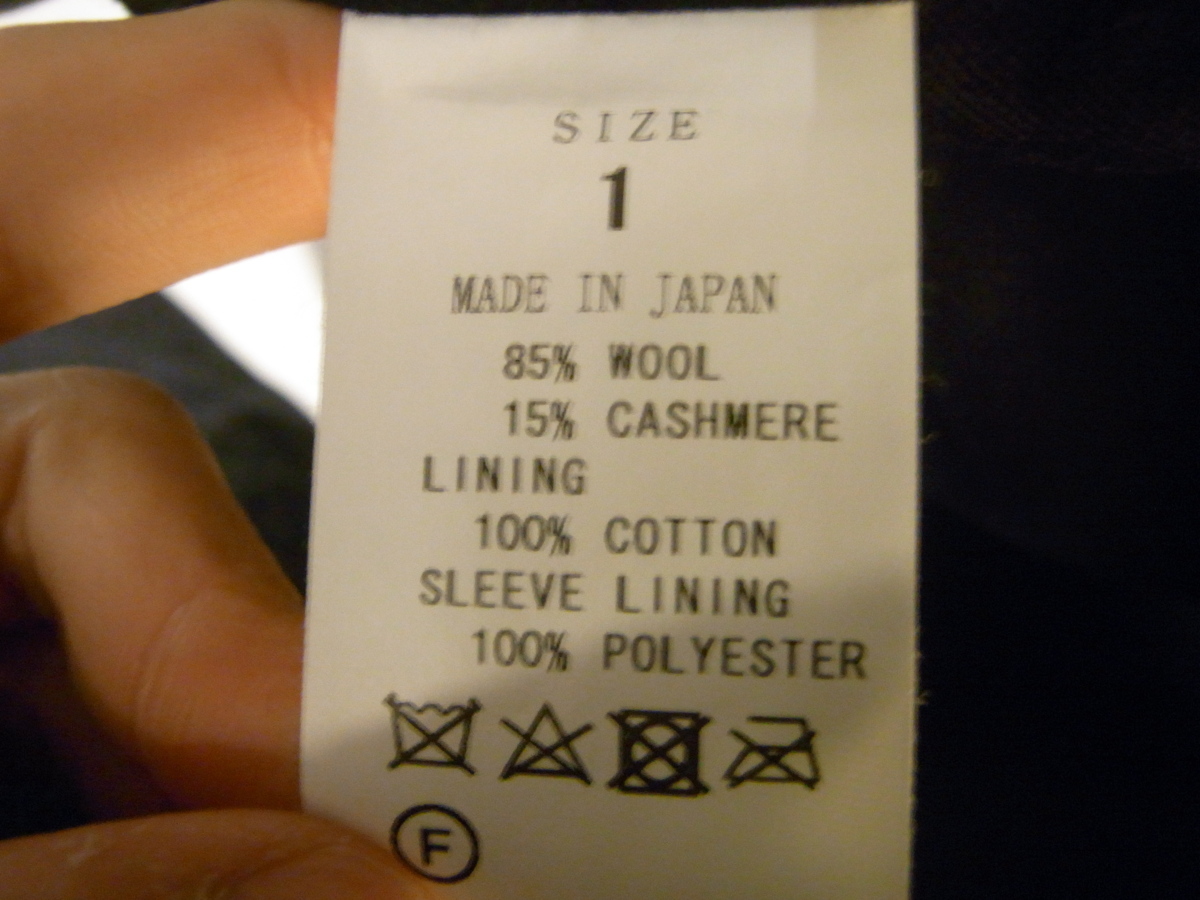 SIZE
1
MADE IN JAPAN
85% WOOL
15% CASHMERE
LINING
100% COTTON
SLEEVE LINING
100% POLYESTER
F